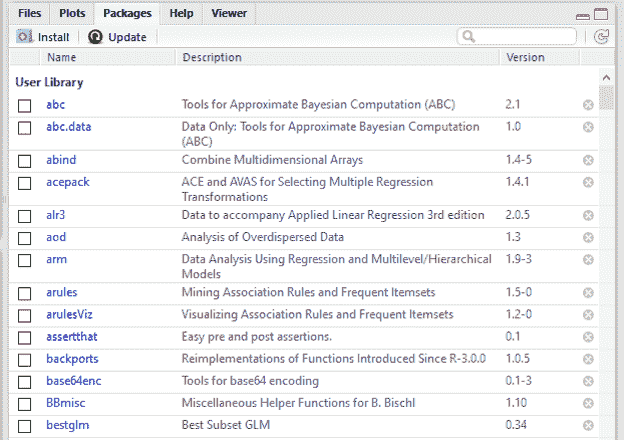 Files Plots Packages Help Viewer
Install Update
Name Description Version
User Library
abc Tools for Approximate Bayesian Computation (ABC) 2.1
abc.data Data Only: Tools for Approximate Bayesian Computation 1.0
(ABC)
abind Combine Multidimensional Arrays 1.4-5
acepack ACE and AVAS for Selecting Multiple Regression 1.4.1
Transformations
alr3 Data to accompany Applied Linear Regression 3rd edition 2.0.5
aod Analysis of Overdispersed Data 1.3
arm Data Analysis Using Regression and Multilevel/Hierarchical 1.9-3
Models
arules Mining Association Rules and Frequent Itemsets 1.5-0
arulesViz Visualizing Association Rules and Frequent Itemsets 1.2-0
assertthat Easy pre and post assertions. 0.1
backports Reimplementations of Functions Introduced Since R-3.0.0 1.0.5
base64enc Tools for base64 encoding 0.1-3
BBmisc Miscellaneous Helper Functions for B. Bischl 1.10
bestglm Best Subset GLM 0.34